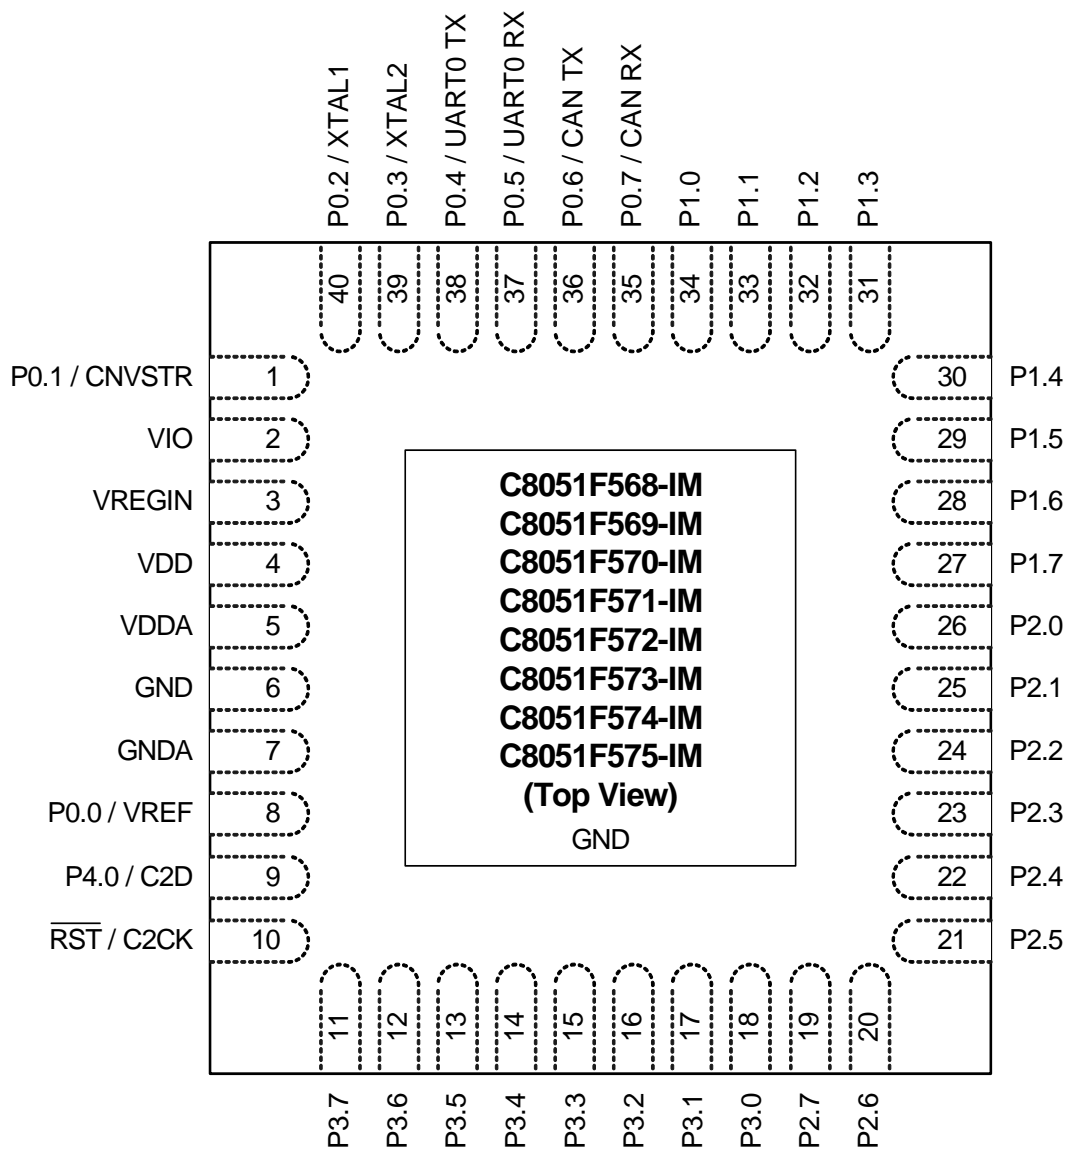 P0.2 / XTAL1
P0.3 / XTAL2
P0.4 / UART0 TX
P0.5 / UART0 RX
P0.6 / CAN TX
P0.7 / CAN RX
P1.0
P1.1
P1.2
P1.3
40
39
38
37
36
35
34
33
32
31
P0.1 / CNVSTR 1
VIO 2
VREGIN 3
VDD 4
VDDA 5
GND 6
GNDA 7
P0.0 / VREF 8
P4.0 / C2D 9
RST / C2CK 10
C8051F568-IM
C8051F569-IM
C8051F570-IM
C8051F571-IM
C8051F572-IM
C8051F573-IM
C8051F574-IM
C8051F575-IM
(Top View)
GND
30 P1.4
29 P1.5
28 P1.6
27 P1.7
26 P2.0
25 P2.1
24 P2.2
23 P2.3
22 P2.4
21 P2.5
11
12
13
14
15
16
17
18
19
20
P3.7
P3.6
P3.5
P3.4
P3.3
P3.2
P3.1
P3.0
P2.7
P2.6